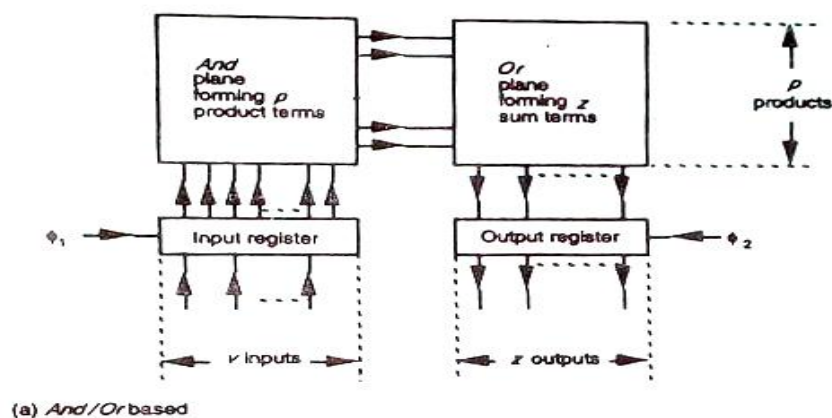 And
plane
forming p
product terms
Or
plane
forming z
sum terms
p
products
ϕ1
Input register
Output register
ϕ2
v inputs
z outputs
(a) And/Or based